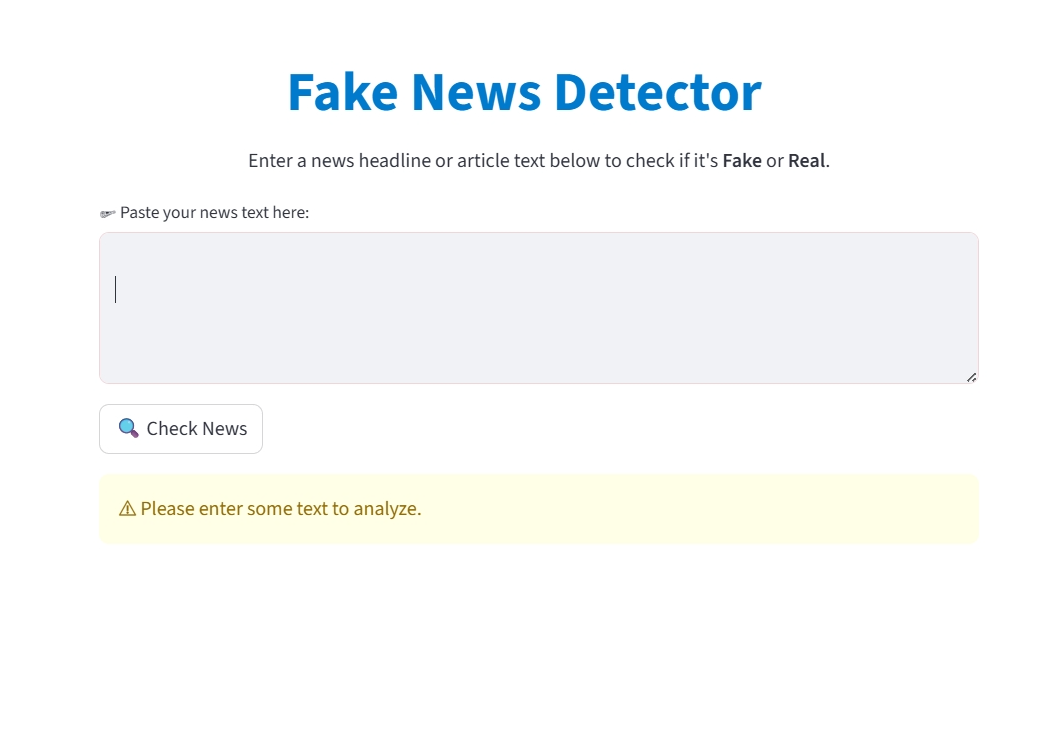 Fake News Detector
Enter a news headline or article text below to check if it's Fake or Real.
Paste your news text here:
🔍 Check News
⚠ Please enter some text to analyze.